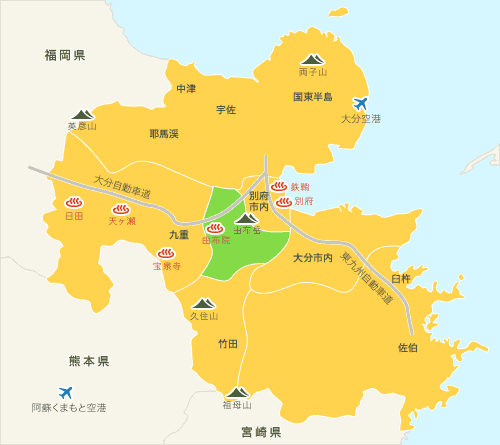 福岡県
両子山
中津
国東半島
宇佐
大分空港
英彦山
耶馬渓
大分自動車道
鉄輪
別府
市内
別府
日田
天ヶ瀬
由布岳
九重
由布院
宝泉寺
大分市内
東九州自動車道
臼杵
久住山
竹田
佐伯
熊本県
祖母山
阿蘇くまもと空港
宮崎県